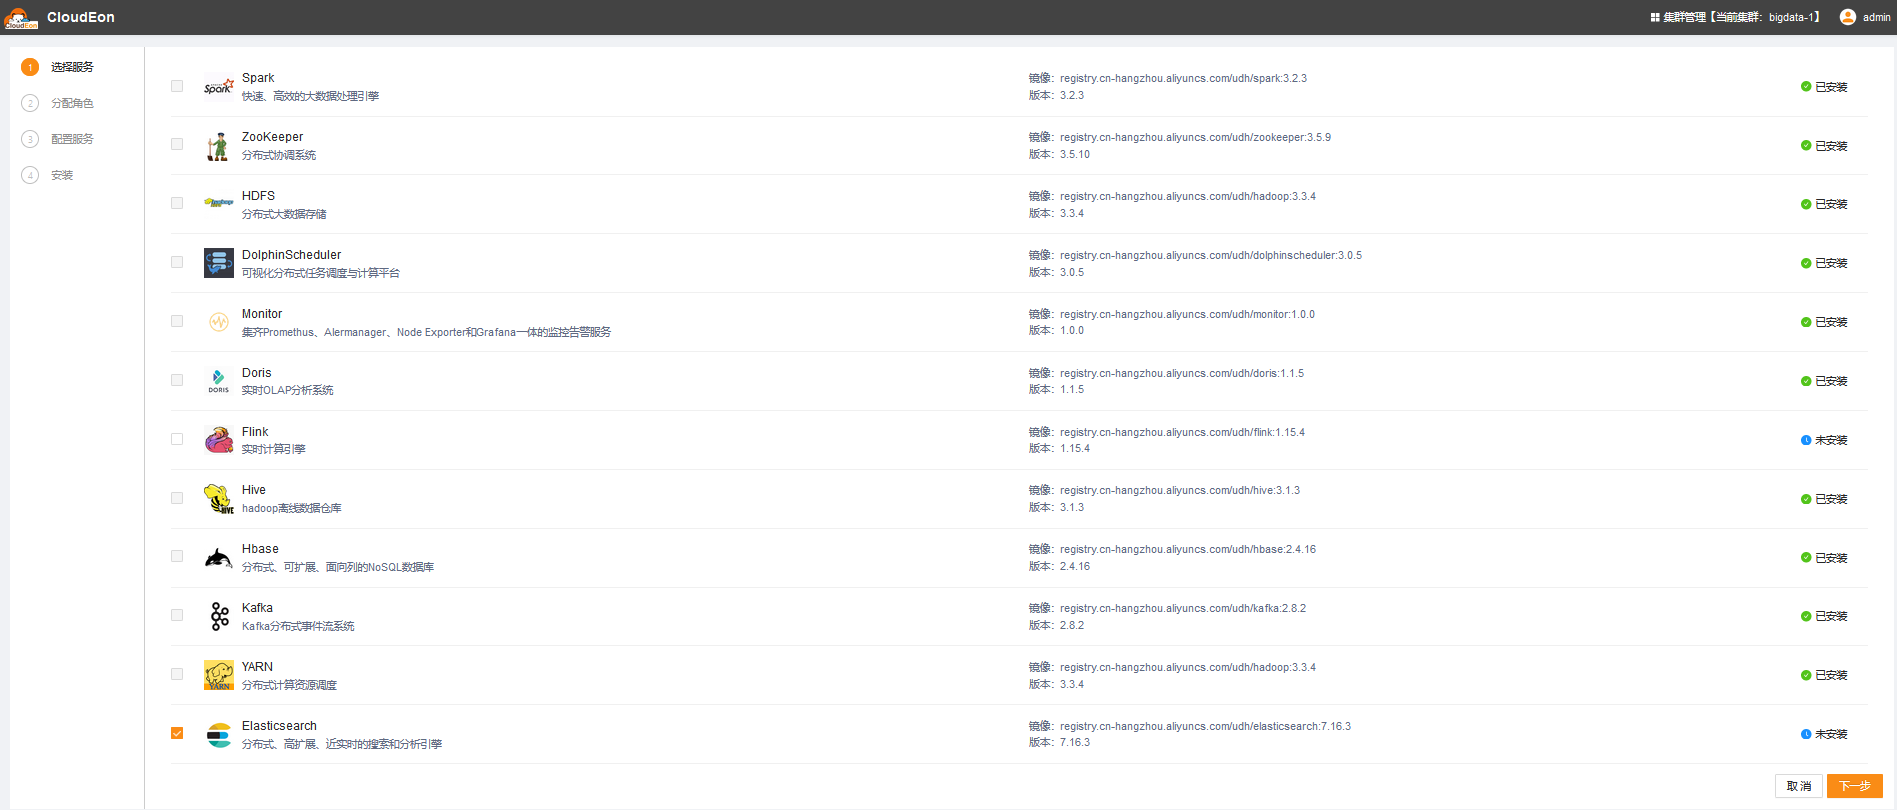 CloudEon
CloudEon
集群管理【当前集群：bigdata-1】
admin
1 选择服务
2 分配角色
3 配置服务
4 安装
Spark
Spark
快速、高效的大数据处理引擎
镜像：registry.cn-hangzhou.aliyuncs.com/udh/spark:3.2.3
版本：3.2.3
已安装
ZooKeeper
分布式协调系统
镜像：registry.cn-hangzhou.aliyuncs.com/udh/zookeeper:3.5.9
版本：3.5.10
已安装
HDFS
分布式大数据存储
镜像：registry.cn-hangzhou.aliyuncs.com/udh/hadoop:3.3.4
版本：3.3.4
已安装
DolphinScheduler
可视化分布式任务调度与计算平台
镜像：registry.cn-hangzhou.aliyuncs.com/udh/dolphinscheduler:3.0.5
版本：3.0.5
已安装
Monitor
集齐Promethus、Alermanager、Node Exporter和Grafana一体的监控告警服务
镜像：registry.cn-hangzhou.aliyuncs.com/udh/monitor:1.0.0
版本：1.0.0
已安装
DORIS
Doris
实时OLAP分析系统
镜像：registry.cn-hangzhou.aliyuncs.com/udh/doris:1.1.5
版本：1.1.5
已安装
Flink
实时计算引擎
镜像：registry.cn-hangzhou.aliyuncs.com/udh/flink:1.15.4
版本：1.15.4
未安装
HIVE
Hive
hadoop离线数据仓库
镜像：registry.cn-hangzhou.aliyuncs.com/udh/hive:3.1.3
版本：3.1.3
已安装
Hbase
分布式、可扩展、面向列的NoSQL数据库
镜像：registry.cn-hangzhou.aliyuncs.com/udh/hbase:2.4.16
版本：2.4.16
已安装
Kafka
Kafka分布式事件流系统
镜像：registry.cn-hangzhou.aliyuncs.com/udh/kafka:2.8.2
版本：2.8.2
已安装
YARN
YARN
分布式计算资源调度
镜像：registry.cn-hangzhou.aliyuncs.com/udh/hadoop:3.3.4
版本：3.3.4
已安装
Elasticsearch
分布式、高扩展、近实时的搜索和分析引擎
镜像：registry.cn-hangzhou.aliyuncs.com/udh/elasticsearch:7.16.3
版本：7.16.3
未安装
取 消
下一步